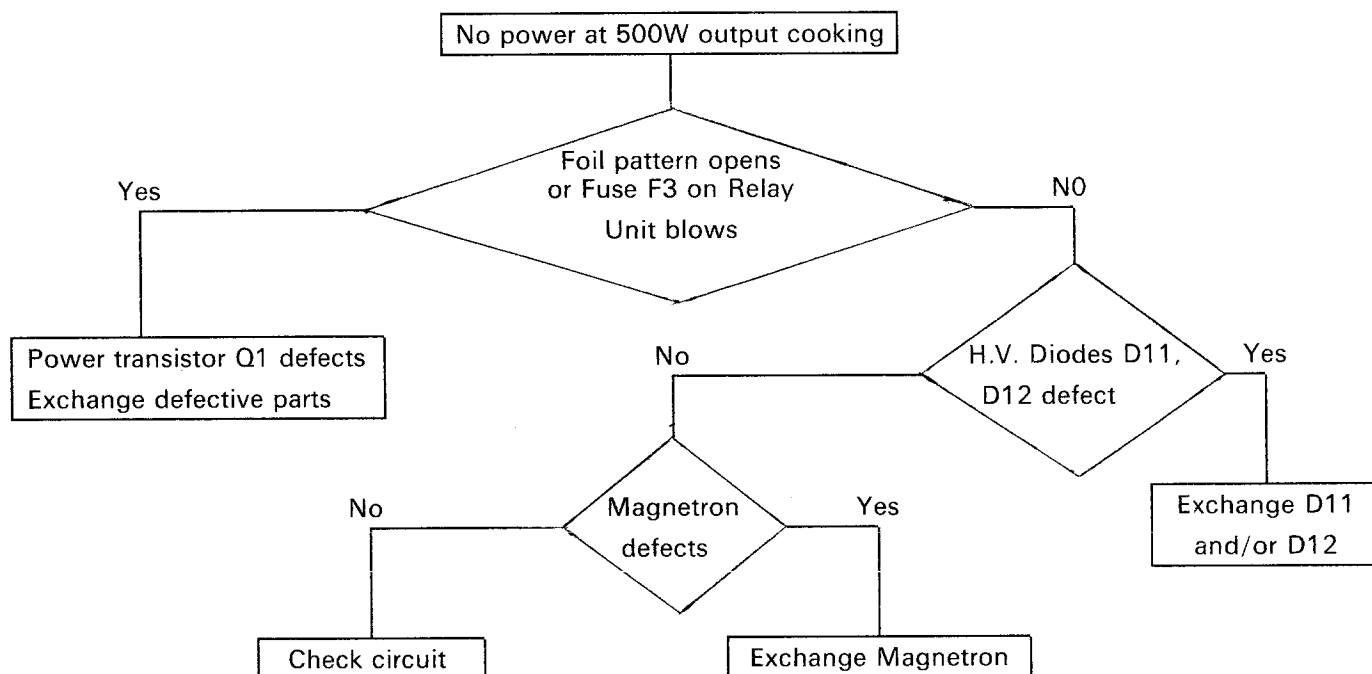 No power at 500W output cooking
Foil pattern opens
or Fuse F3 on Relay
Unit blows
Yes
N0
Power transistor Q1 defects
Exchange defective parts
H.V. Diodes D11,
D12 defect
No
Yes
Exchange D11
and/or D12
Magnetron
defects
No
Yes
Check circuit
Exchange Magnetron